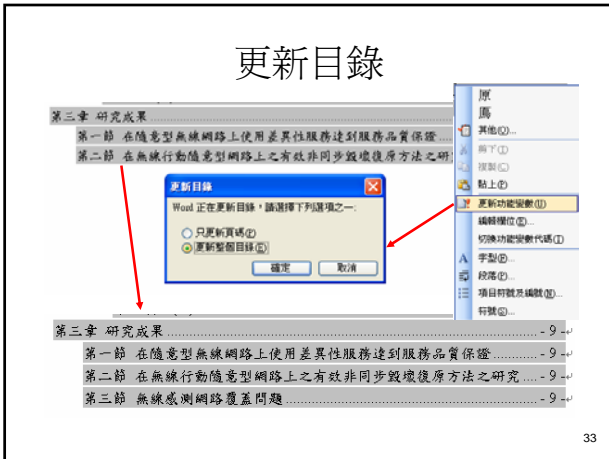 更新目錄
第三章 研究成果
第一節 在隨意型無線網路上使用差異性服務達到服務品質保證
第二節 在無線行動隨意型網路上之有效非同步毀壞復原方法之研
原
馬
其他(O)...
剪下(T)
複製(C)
貼上(P)
更新功能變數(U)
編輯欄位(E)...
切換功能變數代碼(T)
字型(F)...
段落(P)...
項目符號及編號(N)...
符號(S)...
更新目錄
Word 正在更新目錄，請選擇下列選項之一:
只更新頁碼(P)
更新整個目錄(E)
確定 取消
第三章 研究成果 - 9 -
第一節 在隨意型無線網路上使用差異性服務達到服務品質保證 - 9 -
第二節 在無線行動隨意型網路上之有效非同步毀壞復原方法之研究 - 9 -
第三節 無線感測網路覆蓋問題 - 9 -
33